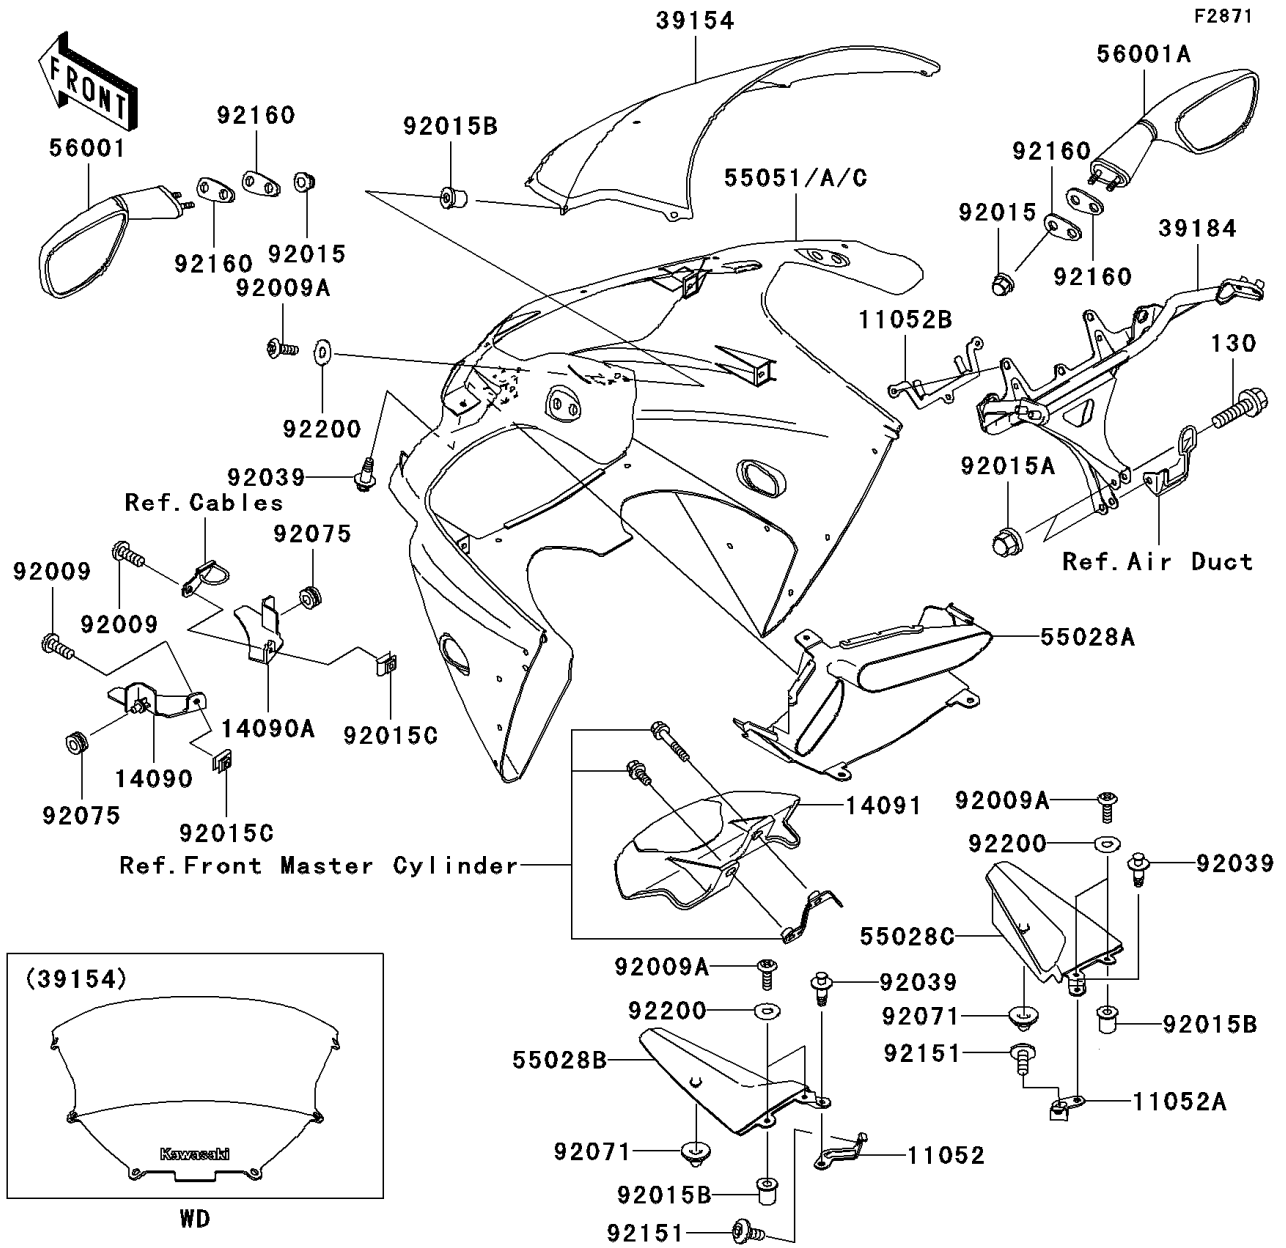 F2871
39154
56001A
FRONT
92160
92015B
56001
92160
55051/A/C
92015
39184
92160
92015
92160
92009A
11052B
130
92200
92015A
92039
Ref.Cables
92075
Ref.Air Duct
92009
92009
55028A
14090A
92015C
14090
92075
92015C
14091
92009A
92200
92039
Ref.Front Master Cylinder
55028C
92009A
92039
92200
92071
92015B
55028B
92151
11052A
92071
11052
92015B
92151
(39154)
Kawasaki
WD